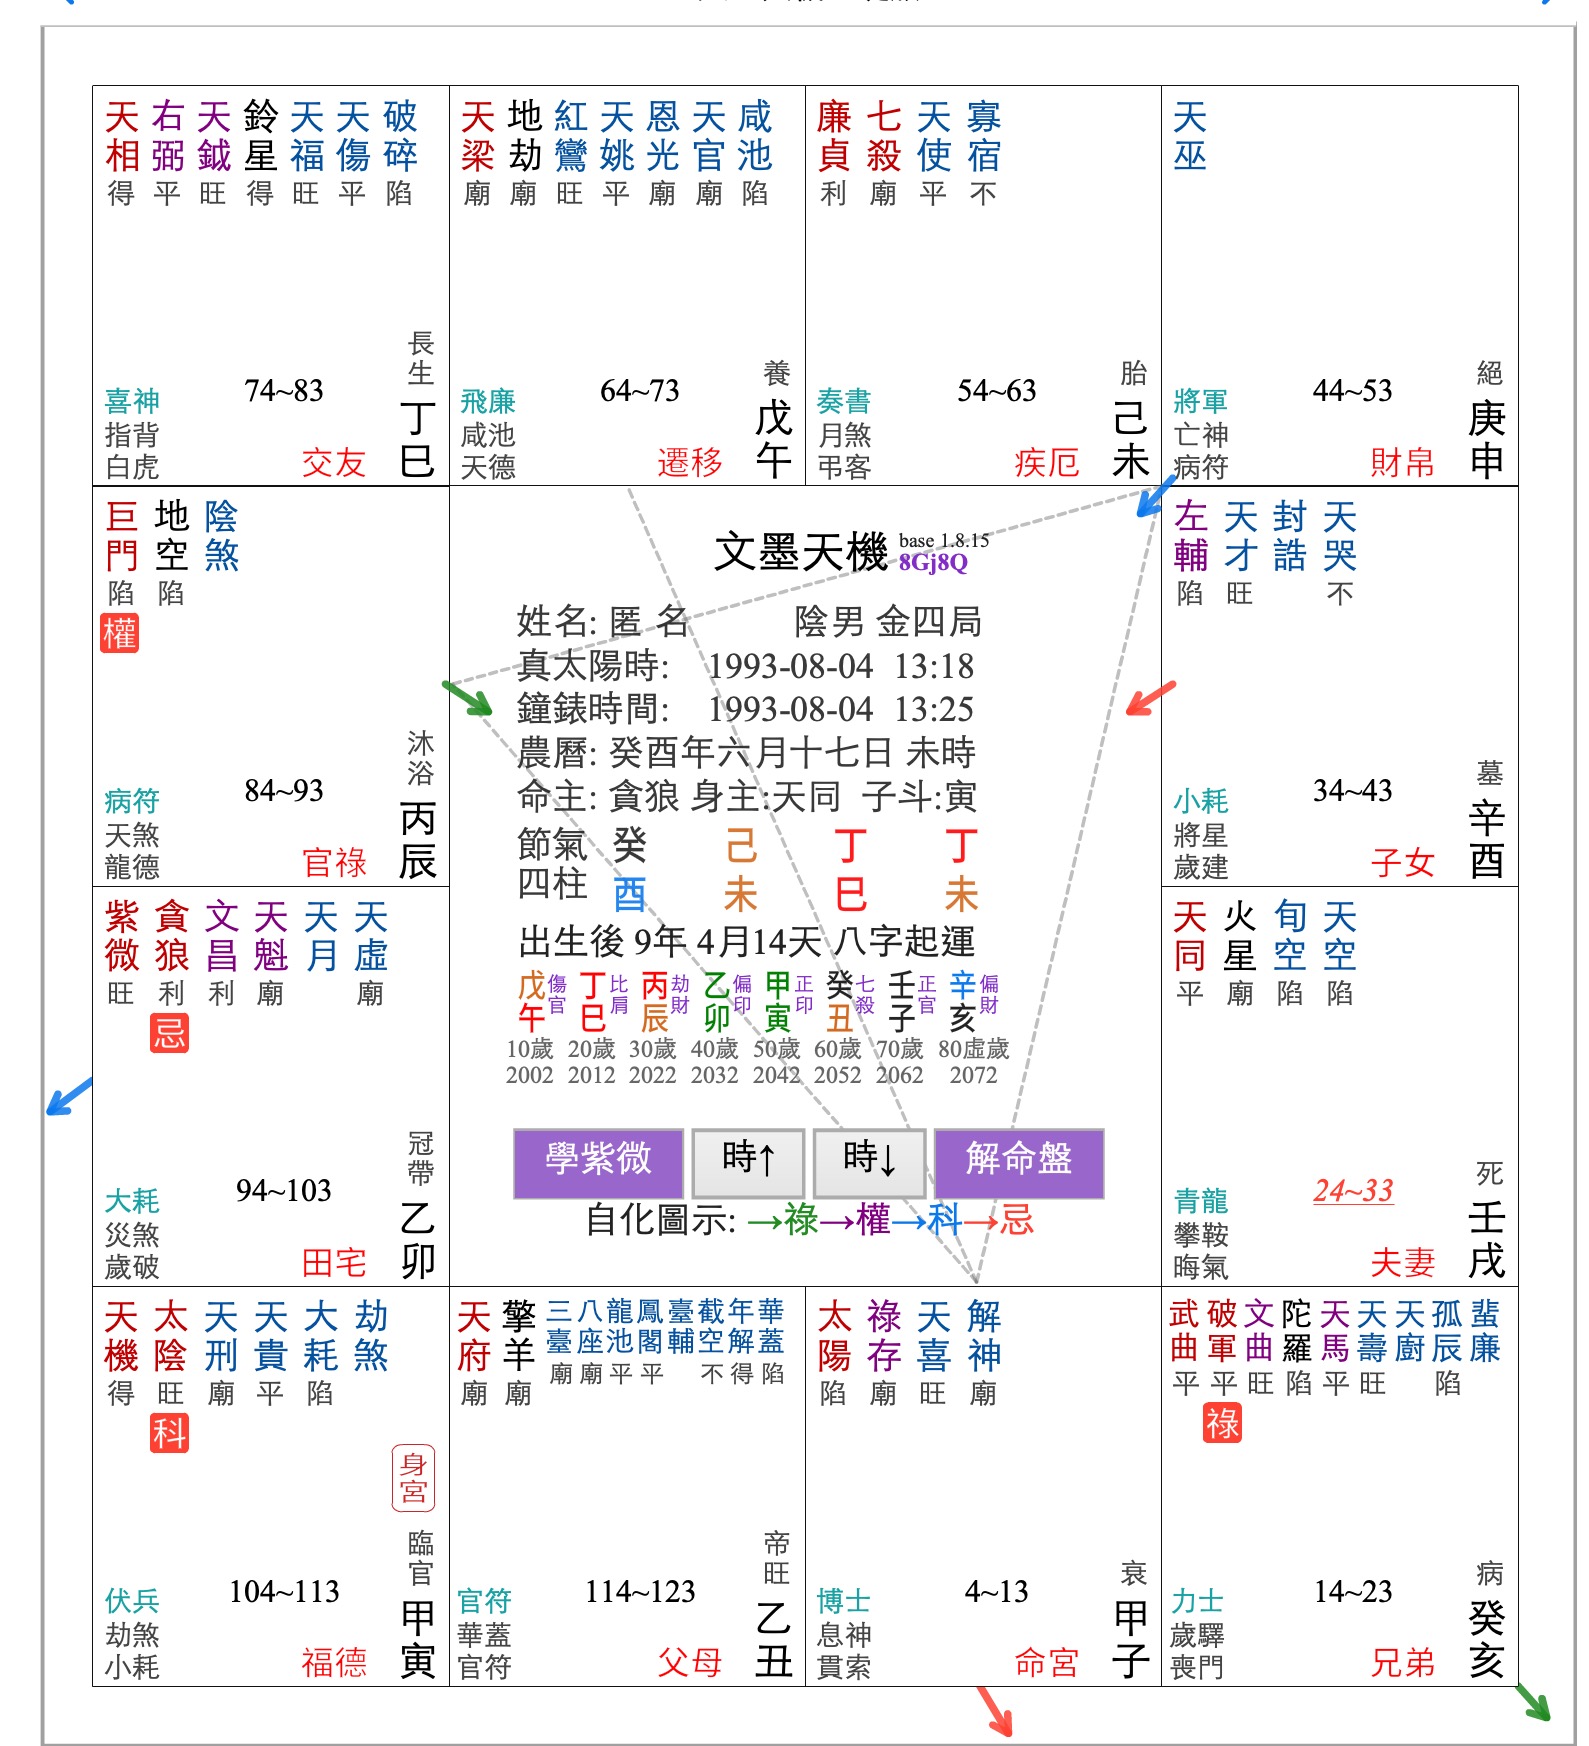 天相 右弼 天鉞 鈴星 天福 天傷 破碎
得 平 旺 得 旺 平 陷
長生
喜神 74~83
指背
白虎 交友 丁巳
天梁 地劫 紅鸞 天姚 恩光 天官 咸池
廟 廟 旺 平 廟 廟 陷
養
飛廉 64~73
咸池
天德 遷移 戊午
廉貞 七殺 天使 寡宿
利 廟 平 不
胎
奏書 54~63
月煞
弔客 疾厄 己未
天巫
絕
將軍 44~53
亡神
病符 財帛 庚申
巨門 地空 陰煞
陷 陷
權
沐浴
病符 84~93
天煞
龍德 官祿 丙辰
文墨天機 base 1.8.15
8Gj8Q
姓名: 匿 名 陰男 金四局
真太陽時: 1993-08-04 13:18
鐘錶時間: 1993-08-04 13:25
農曆: 癸酉年六月十七日 未時
命主: 貪狼 身主:天同 子斗:寅
節氣 癸 己 丁 丁
四柱 酉 未 巳 未
出生後 9年 4月14天 八字起運
戊午 傷官 丁巳 比肩 丙辰 劫財 乙卯 偏印 甲寅 正印 癸丑 七殺 壬子 正官 辛亥 偏財
10歲 20歲 30歲 40歲 50歲 60歲 70歲 80虛歲
2002 2012 2022 2032 2042 2052 2062 2072
學紫微 時↑ 時↓ 解命盤
自化圖示: →祿→權→科→忌
左輔 天才 封誥 天哭
陷 旺 不
墓
小耗 34~43
將星
歲建 子女 辛酉
紫微 貪狼 文昌 天魁 天月 天虛
旺 利 利 廟 廟
忌
冠帶
大耗 94~103
災煞
歲破 田宅 乙卯
天同 火星 旬空 天空
平 廟 陷 陷
死
青龍 24~33
攀鞍
晦氣 夫妻 壬戌
天機 太陰 天刑 天貴 大耗 劫煞
得 旺 廟 平 陷
科
身宮
臨官
伏兵 104~113
劫煞
小耗 福德 甲寅
天府 擎羊 三臺 八座 龍池 鳳閣 臺輔 截空 年解 華蓋
廟 廟 廟 廟 平 平 不 得 陷
帝旺
官符 114~123
華蓋
官符 父母 乙丑
太陽 祿存 天喜 解神
陷 廟 旺 廟
衰
博士 4~13
息神
貫索 命宮 甲子
武曲 破軍 文曲 陀羅 天馬 天壽 天廚 孤辰 蜚廉
平 平 旺 陷 平 旺 陷
祿
病
力士 14~23
歲驛
喪門 兄弟 癸亥